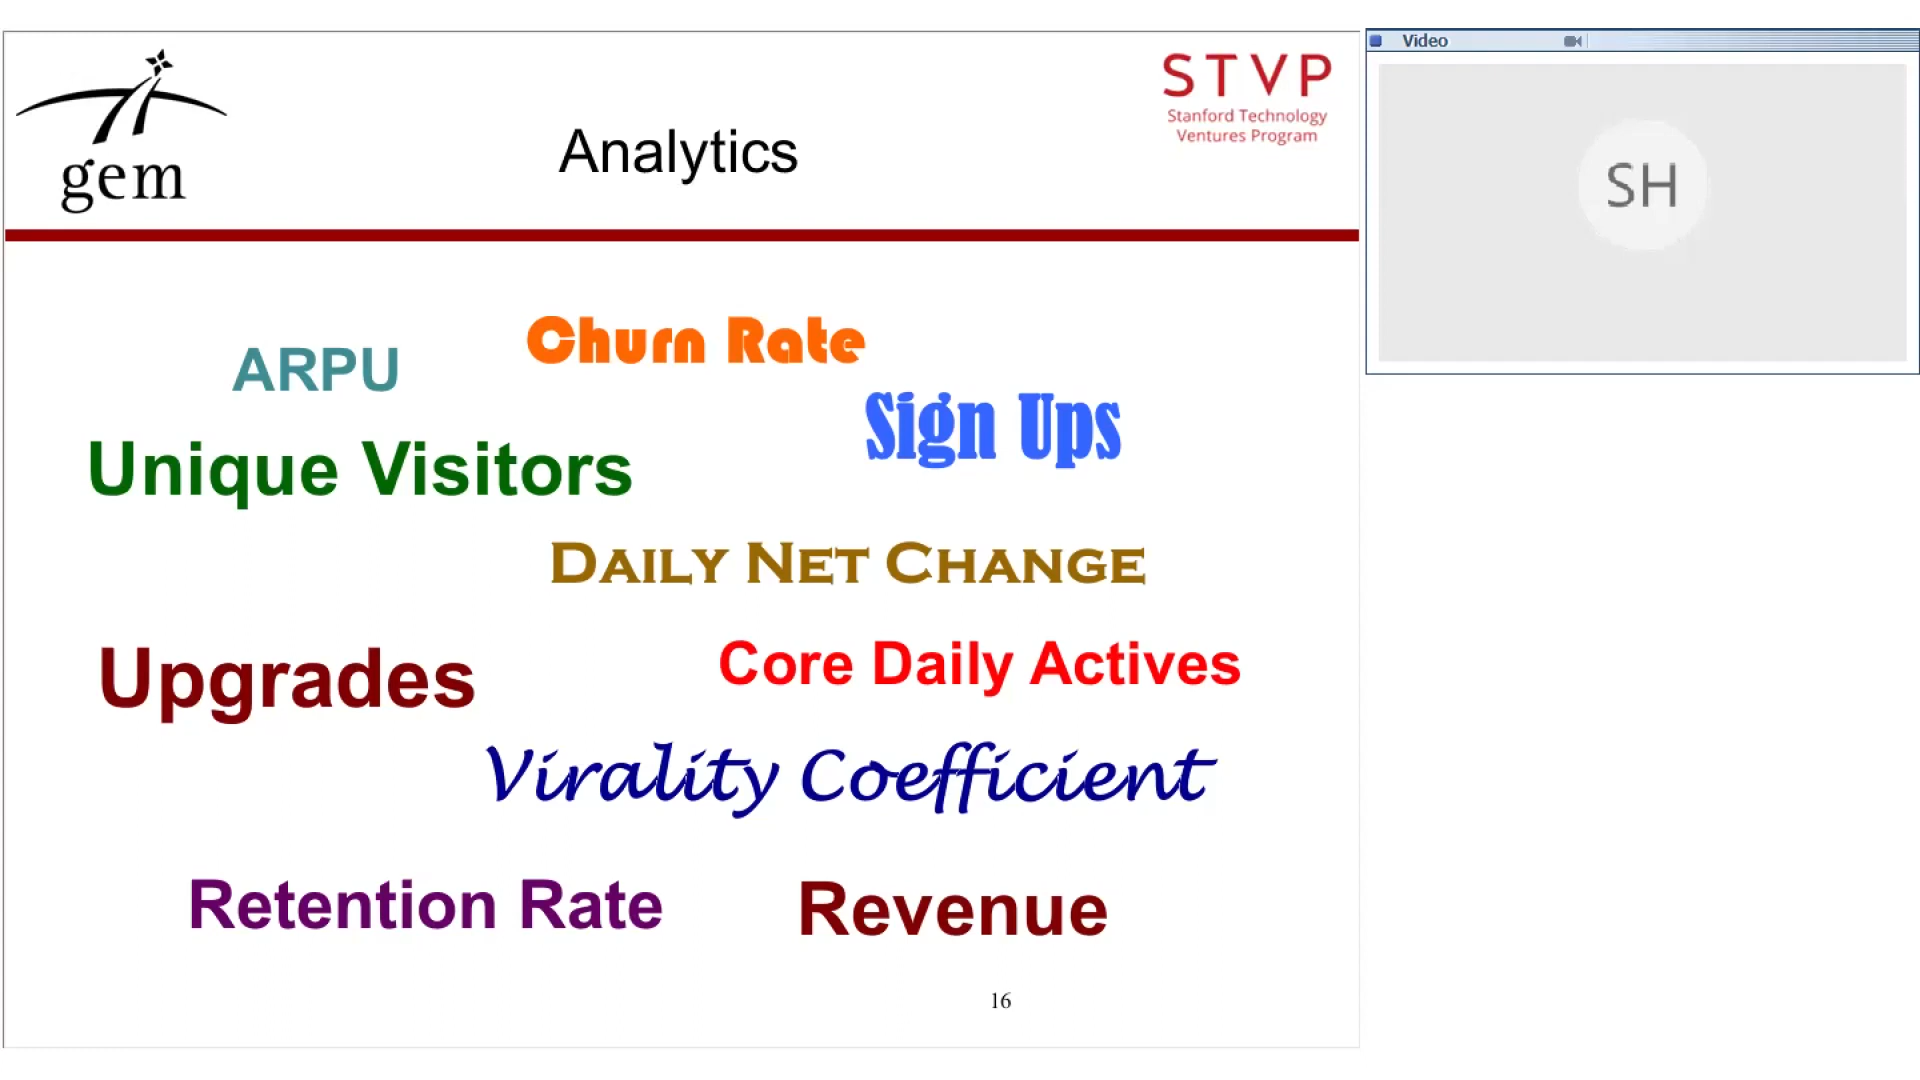 gem
Analytics
STVP
Stanford Technology
Ventures Program
Video
SH
Churn Rate
ARPU
Sign Ups
Unique Visitors
DAILY NET CHANGE
Upgrades
Core Daily Actives
Virality Coefficient
Retention Rate
Revenue
16